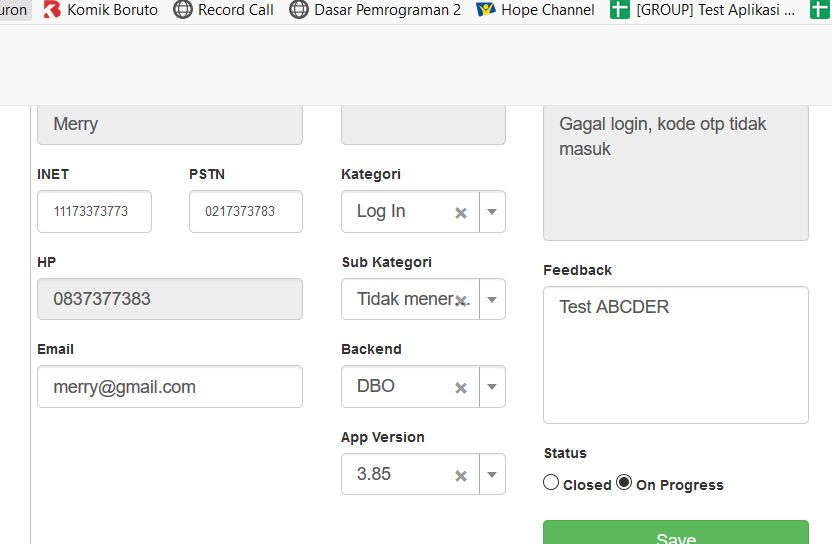 uron Komik Boruto Record Call Dasar Pemrograman 2 Hope Channel [GROUP] Test Aplikasi ...
Merry
INET
PSTN
11173373773
0217373783
HP
0837377383
Email
merry@gmail.com
Kategori
Log In
Sub Kategori
Tidak mener...
Backend
DBO
App Version
3.85
Gagal login, kode otp tidak
masuk
Feedback
Test ABCDER
Status
Closed On Progress
Save